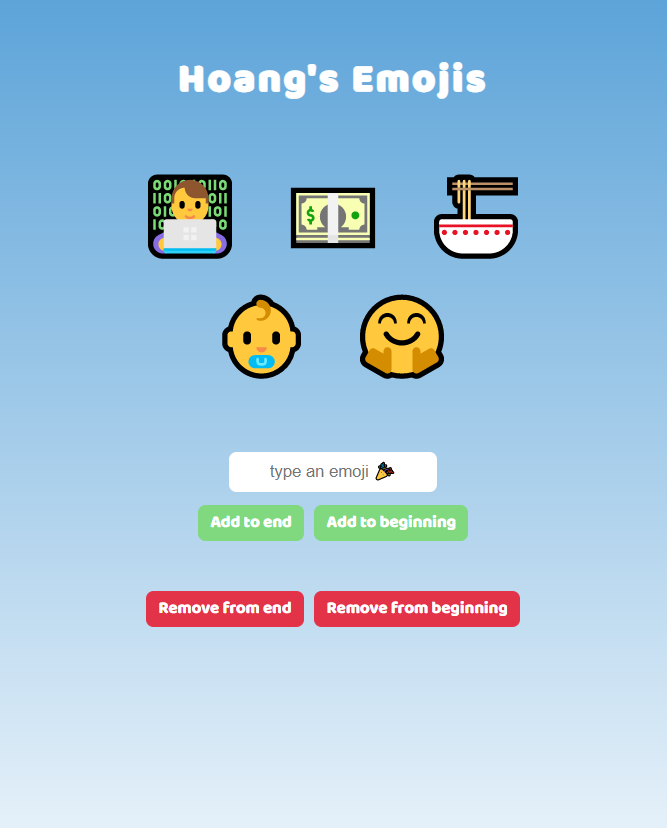 Hoang's Emojis
type an emoji 🎉
Add to end
Add to beginning
Remove from end
Remove from beginning